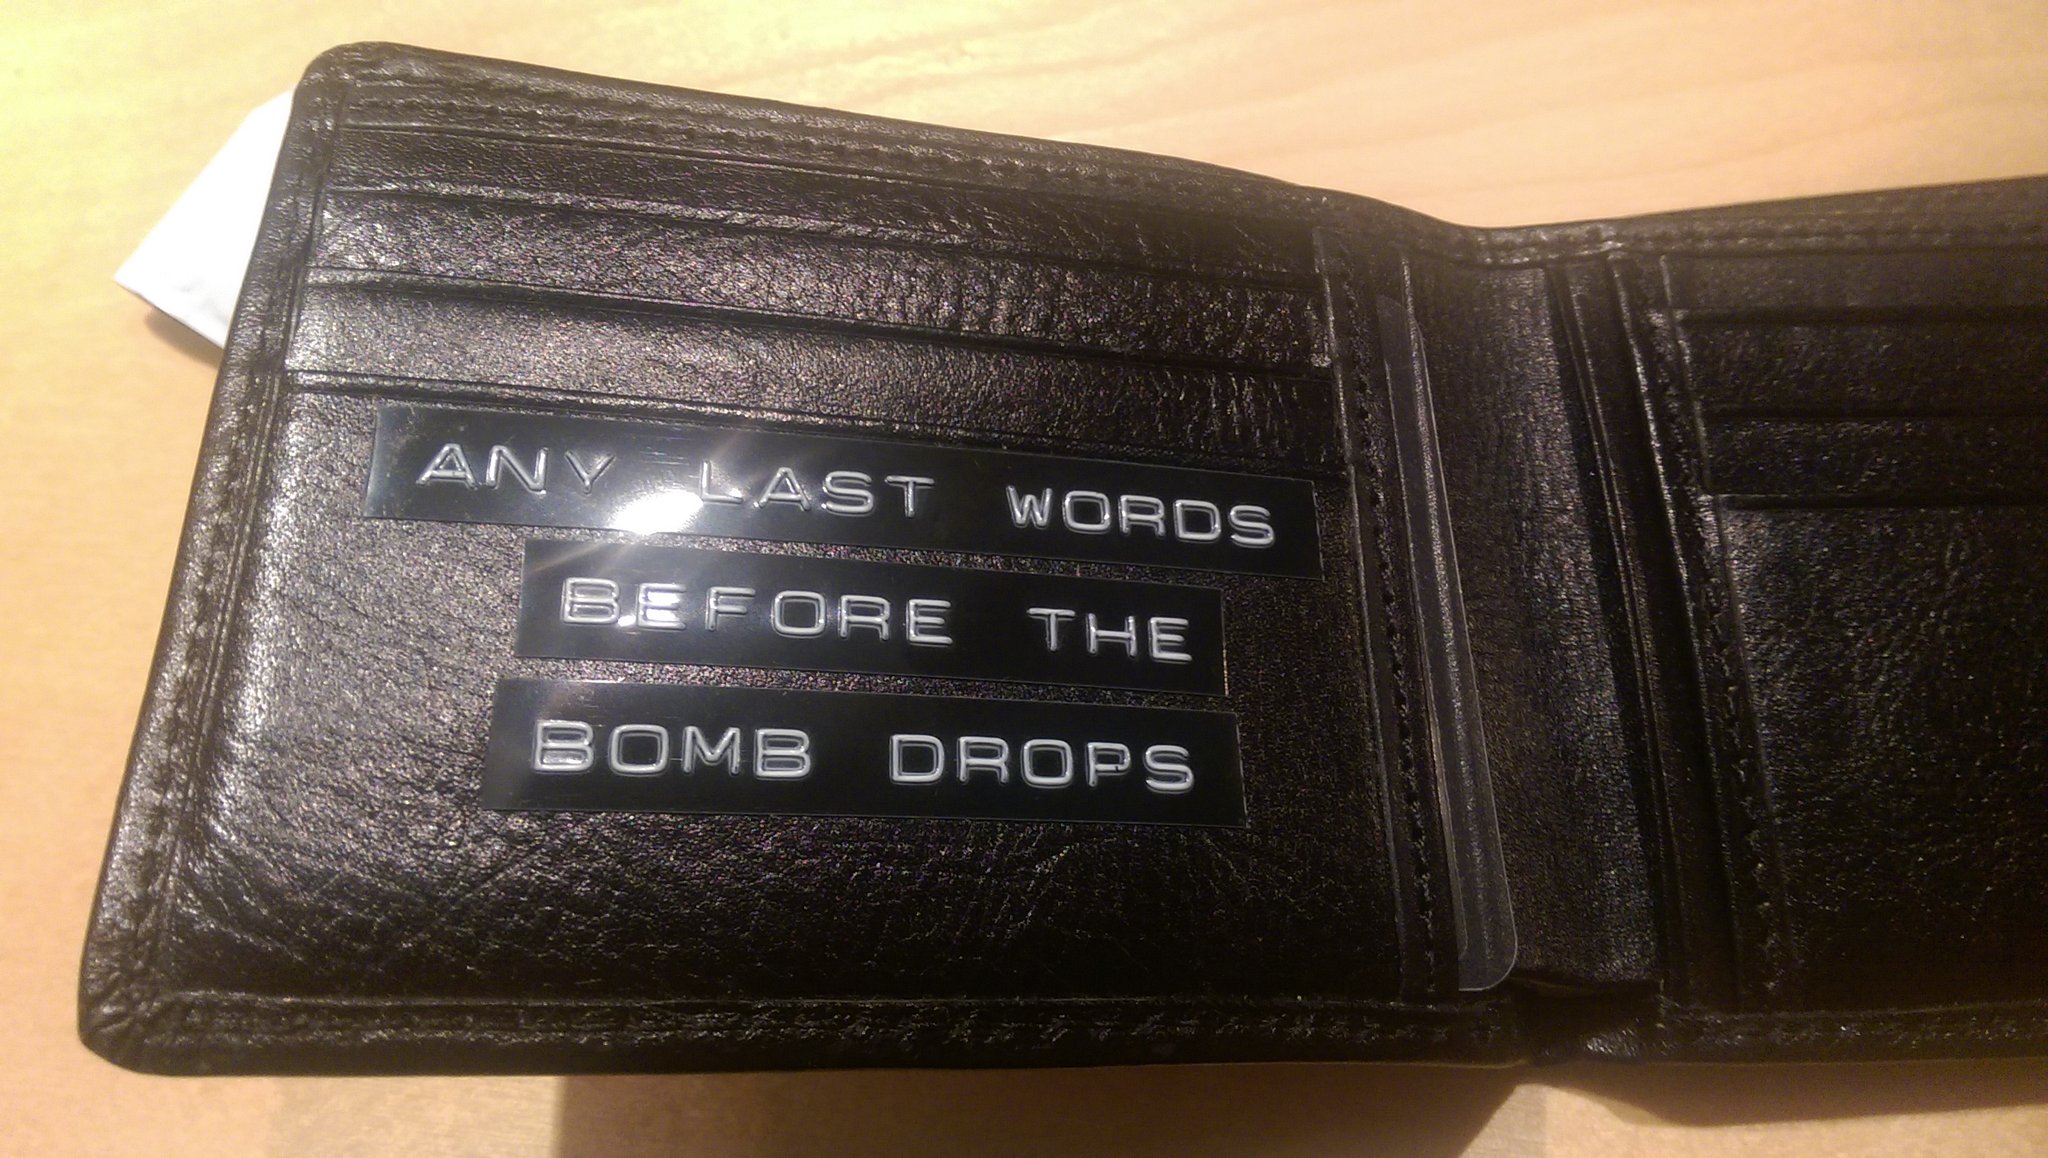 ANY LAST WORDS
BEFORE THE
BOMB DROPS